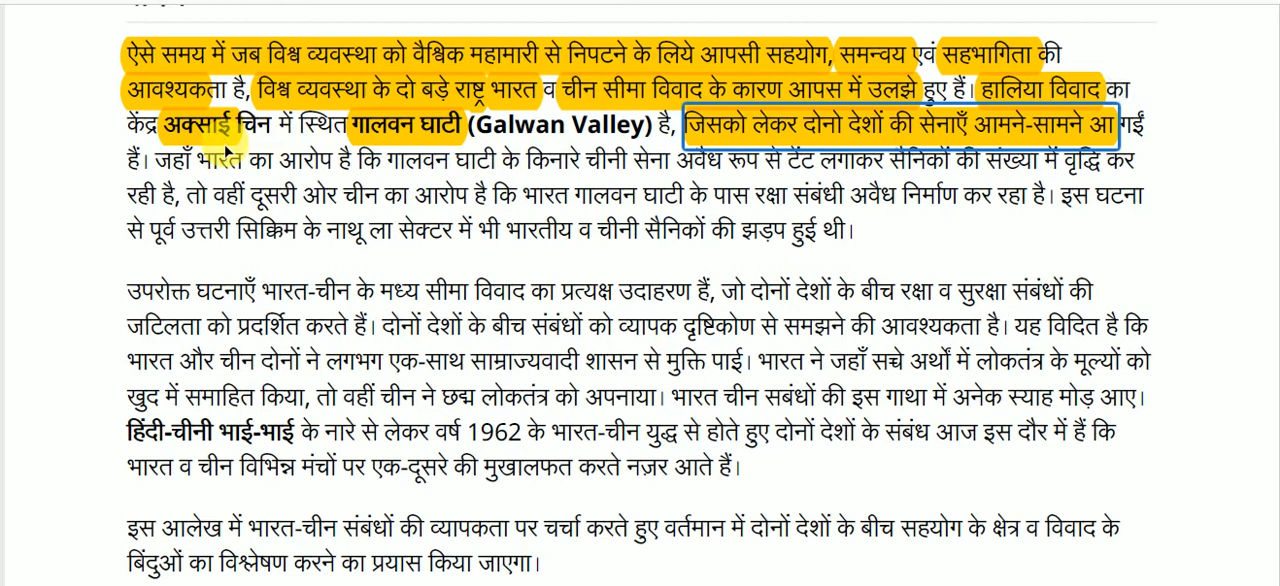 ऐसे समय में जब विश्व व्यवस्था को वैश्विक महामारी से निपटने के लिये आपसी सहयोग, समन्वय एवं सहभागिता की
आवश्यकता है, विश्व व्यवस्था के दो बड़े राष्ट्र भारत व चीन सीमा विवाद के कारण आपस में उलझे हुए हैं। हालिया विवाद का
केंद्र अक्साई चिन में स्थित गालवन घाटी (Galwan Valley) है, जिसको लेकर दोनो देशों की सेनाएँ आमने-सामने आ गईं
हैं। जहाँ भारत का आरोप है कि गालवन घाटी के किनारे चीनी सेना अवैध रूप से टेंट लगाकर सैनिकों की संख्या में वृद्धि कर
रही है, तो वहीं दूसरी ओर चीन का आरोप है कि भारत गालवन घाटी के पास रक्षा संबंधी अवैध निर्माण कर रहा है। इस घटना
से पूर्व उत्तरी सिक्किम के नाथू ला सेक्टर में भी भारतीय व चीनी सैनिकों की झड़प हुई थी।
उपरोक्त घटनाएँ भारत-चीन के मध्य सीमा विवाद का प्रत्यक्ष उदाहरण हैं, जो दोनों देशों के बीच रक्षा व सुरक्षा संबंधों की
जटिलता को प्रदर्शित करते हैं। दोनों देशों के बीच संबंधों को व्यापक दृष्टिकोण से समझने की आवश्यकता है। यह विदित है कि
भारत और चीन दोनों ने लगभग एक-साथ साम्राज्यवादी शासन से मुक्ति पाई। भारत ने जहाँ सच्चे अर्थों में लोकतंत्र के मूल्यों को
खुद में समाहित किया, तो वहीं चीन ने छद्म लोकतंत्र को अपनाया। भारत चीन सबंधों की इस गाथा में अनेक स्याह मोड़ आए।
हिंदी-चीनी भाई-भाई के नारे से लेकर वर्ष 1962 के भारत-चीन युद्ध से होते हुए दोनों देशों के संबंध आज इस दौर में हैं कि
भारत व चीन विभिन्न मंचों पर एक-दूसरे की मुखालफत करते नज़र आते हैं।
इस आलेख में भारत-चीन संबंधों की व्यापकता पर चर्चा करते हुए वर्तमान में दोनों देशों के बीच सहयोग के क्षेत्र व विवाद के
बिंदुओं का विश्लेषण करने का प्रयास किया जाएगा।